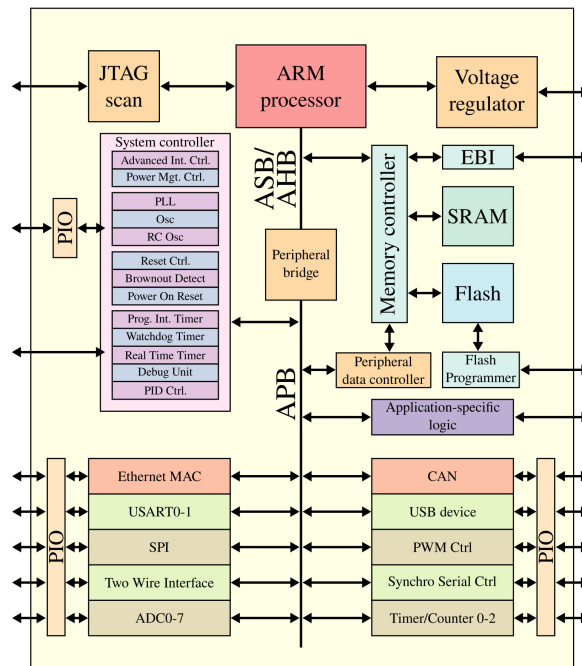 JTAG
scan
ARM
processor
Voltage
regulator
System controller
Advanced Int. Ctrl.
Power Mgt. Ctrl.
PLL
Osc
RC Osc
Reset Ctrl.
Brownout Detect
Power On Reset
Prog. Int. Timer
Watchdog Timer
Real Time Timer
Debug Unit
PID Ctrl.
PIO
ASB/
AHB
Peripheral
bridge
APB
Memory controller
EBI
SRAM
Flash
Peripheral
data controller
Flash
Programmer
Application-specific
logic
PIO
Ethernet MAC
USART0-1
SPI
Two Wire Interface
ADC0-7
CAN
USB device
PWM Ctrl
Synchro Serial Ctrl
Timer/Counter 0-2
PIO